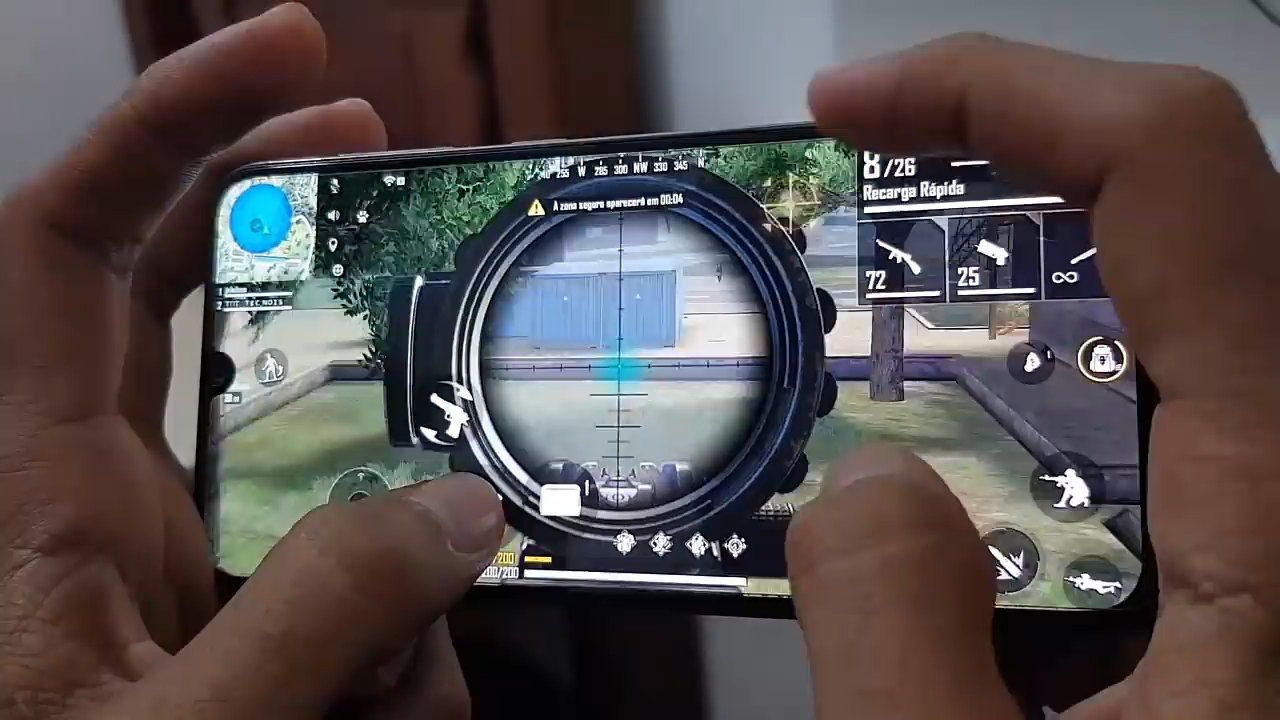 255 W 285 300 NW 330 345 N
A zona segura aparecerá em 00:04
8/26
Recarga Rápida
72
25
∞
/200
200/200